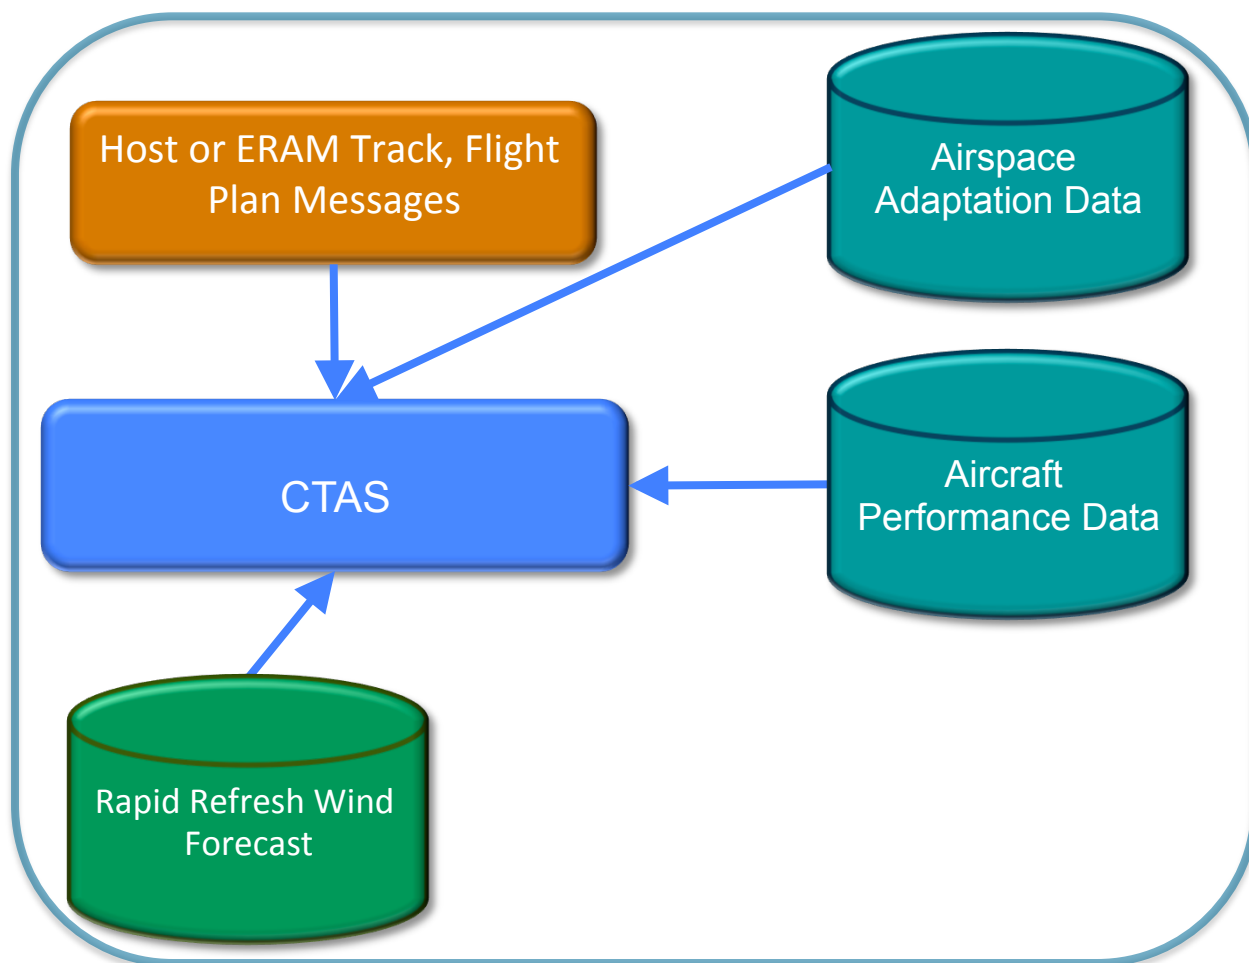 Host or ERAM Track, Flight
Plan Messages
Airspace
Adaptation Data
CTAS
Aircraft
Performance Data
Rapid Refresh Wind
Forecast